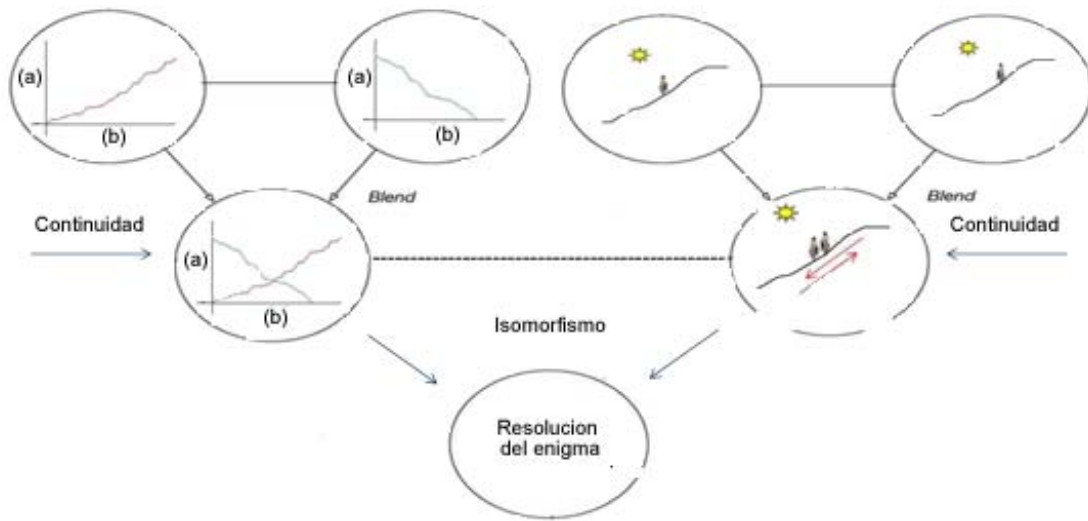 (a)
(b)
(a)
(b)
Blend
Blend
Continuidad
Continuidad
(a)
(b)
Isomorfismo
Resolucion
del enigma